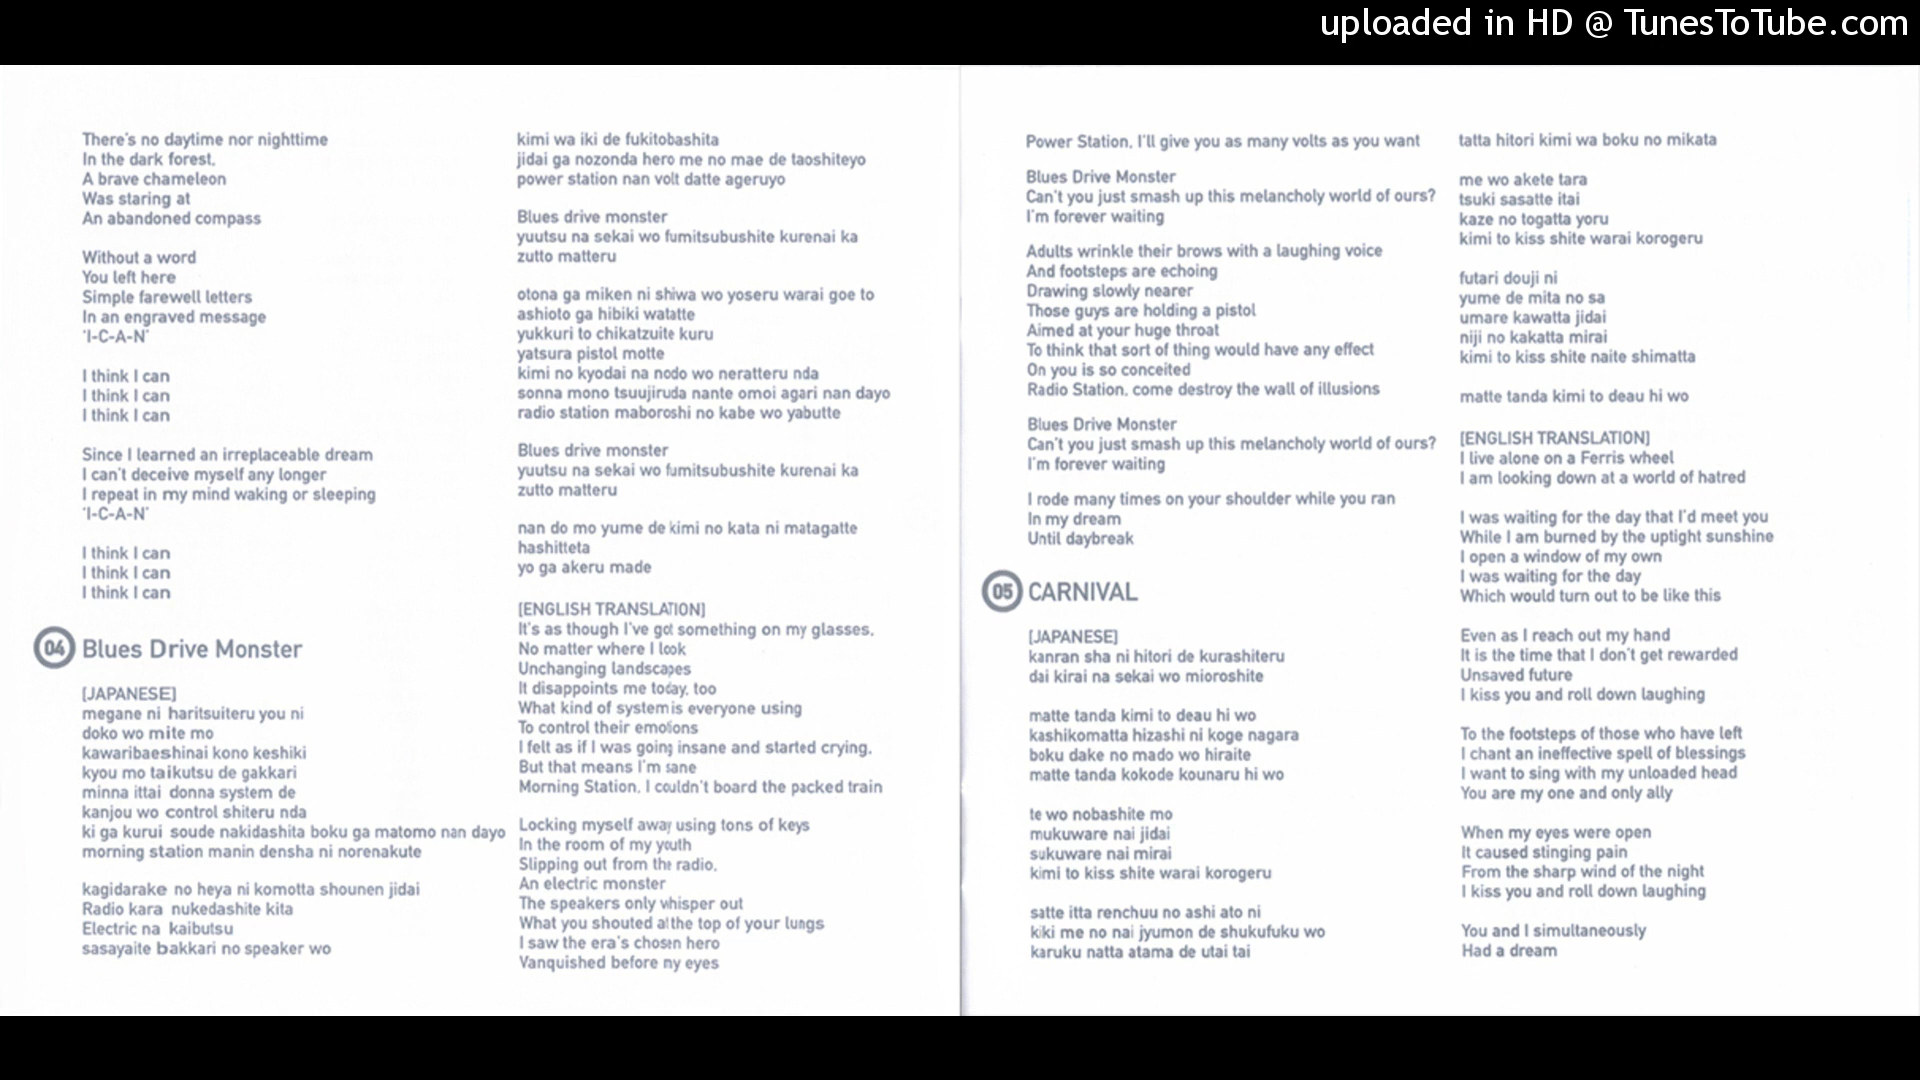 uploaded in HD @ TunesToTube.com
There's no daytime nor nighttime
In the dark forest,
A brave chameleon
Was staring at
An abandoned compass
Without a word
You left here
Simple farewell letters
In an engraved message
'I-C-A-N'
I think I can
I think I can
I think I can
Since I learned an irreplaceable dream
I can't deceive myself any longer
I repeat in my mind waking or sleeping
'I-C-A-N'
I think I can
I think I can
I think I can
04 Blues Drive Monster
[JAPANESE]
megane ni haritsuiteru you ni
doko wo mite mo
kawaribaeshinai kono keshiki
kyou mo taikutsu de gakkari
minna ittai donna system de
kanjou wo control shiteru nda
ki ga kurui soude nakidashita boku ga matomo nan dayo
morning station manin densha ni norenakute
kagidarake no heya ni komotta shounen jidai
Radio kara nukedashite kita
Electric na kaibutsu
sasayaite bakkari no speaker wo
kimi wa iki de fukitobashita
jidai ga nozonda hero me no mae de taoshiteyo
power station nan volt datte ageruyo
Blues drive monster
yuutsu na sekai wo fumitsubushite kurenai ka
zutto matteru
otona ga miken ni shiwa wo yoseru warai goe to
ashioto ga hibiki watatte
yukkuri to chikatzuite kuru
yatsura pistol motte
kimi no kyodai na nodo wo neratteru nda
sonna mono tsuujiruda nante omoi agari nan dayo
radio station maboroshi no kabe wo yabutte
Blues drive monster
yuutsu na sekai wo fumitsubushite kurenai ka
zutto matteru
nan do mo yume de kimi no kata ni matagatte
hashitteta
yo ga akeru made
[ENGLISH TRANSLATION]
It's as though I've got something on my glasses,
No matter where I look
Unchanging landscapes
It disappoints me today, too
What kind of system is everyone using
To control their emotions
I felt as if I was going insane and started crying,
But that means I'm sane
Morning Station, I couldn't board the packed train
Locking myself away using tons of keys
In the room of my youth
Slipping out from the radio,
An electric monster
The speakers only whisper out
What you shouted at the top of your lungs
I saw the era's chosen hero
Vanquished before my eyes
Power Station, I'll give you as many volts as you want
Blues Drive Monster
Can't you just smash up this melancholy world of ours?
I'm forever waiting
Adults wrinkle their brows with a laughing voice
And footsteps are echoing
Drawing slowly nearer
Those guys are holding a pistol
Aimed at your huge throat
To think that sort of thing would have any effect
On you is so conceited
Radio Station, come destroy the wall of illusions
Blues Drive Monster
Can't you just smash up this melancholy world of ours?
I'm forever waiting
I rode many times on your shoulder while you ran
In my dream
Until daybreak
05 CARNIVAL
[JAPANESE]
kanran sha ni hitori de kurashiteru
dai kirai na sekai wo mioroshite
matte tanda kimi to deau hi wo
kashikomatta hizashi ni koge nagara
boku dake no mado wo hiraite
matte tanda kokode kounaru hi wo
te wo nobashite mo
mukuware nai jidai
sukuware nai mirai
kimi to kiss shite warai korogeru
satte itta renchuu no ashi ato ni
kiki me no nai jyumon de shukufuku wo
karuku natta atama de utai tai
tatta hitori kimi wa boku no mikata
me wo akete tara
tsuki sasatte itai
kaze no togatta yoru
kimi to kiss shite warai korogeru
futari douji ni
yume de mita no sa
umare kawatta jidai
niji no kakatta mirai
kimi to kiss shite naite shimatta
matte tanda kimi to deau hi wo
[ENGLISH TRANSLATION]
I live alone on a Ferris wheel
I am looking down at a world of hatred
I was waiting for the day that I'd meet you
While I am burned by the uptight sunshine
I open a window of my own
I was waiting for the day
Which would turn out to be like this
Even as I reach out my hand
It is the time that I don't get rewarded
Unsaved future
I kiss you and roll down laughing
To the footsteps of those who have left
I chant an ineffective spell of blessings
I want to sing with my unloaded head
You are my one and only ally
When my eyes were open
It caused stinging pain
From the sharp wind of the night
I kiss you and roll down laughing
You and I simultaneously
Had a dream